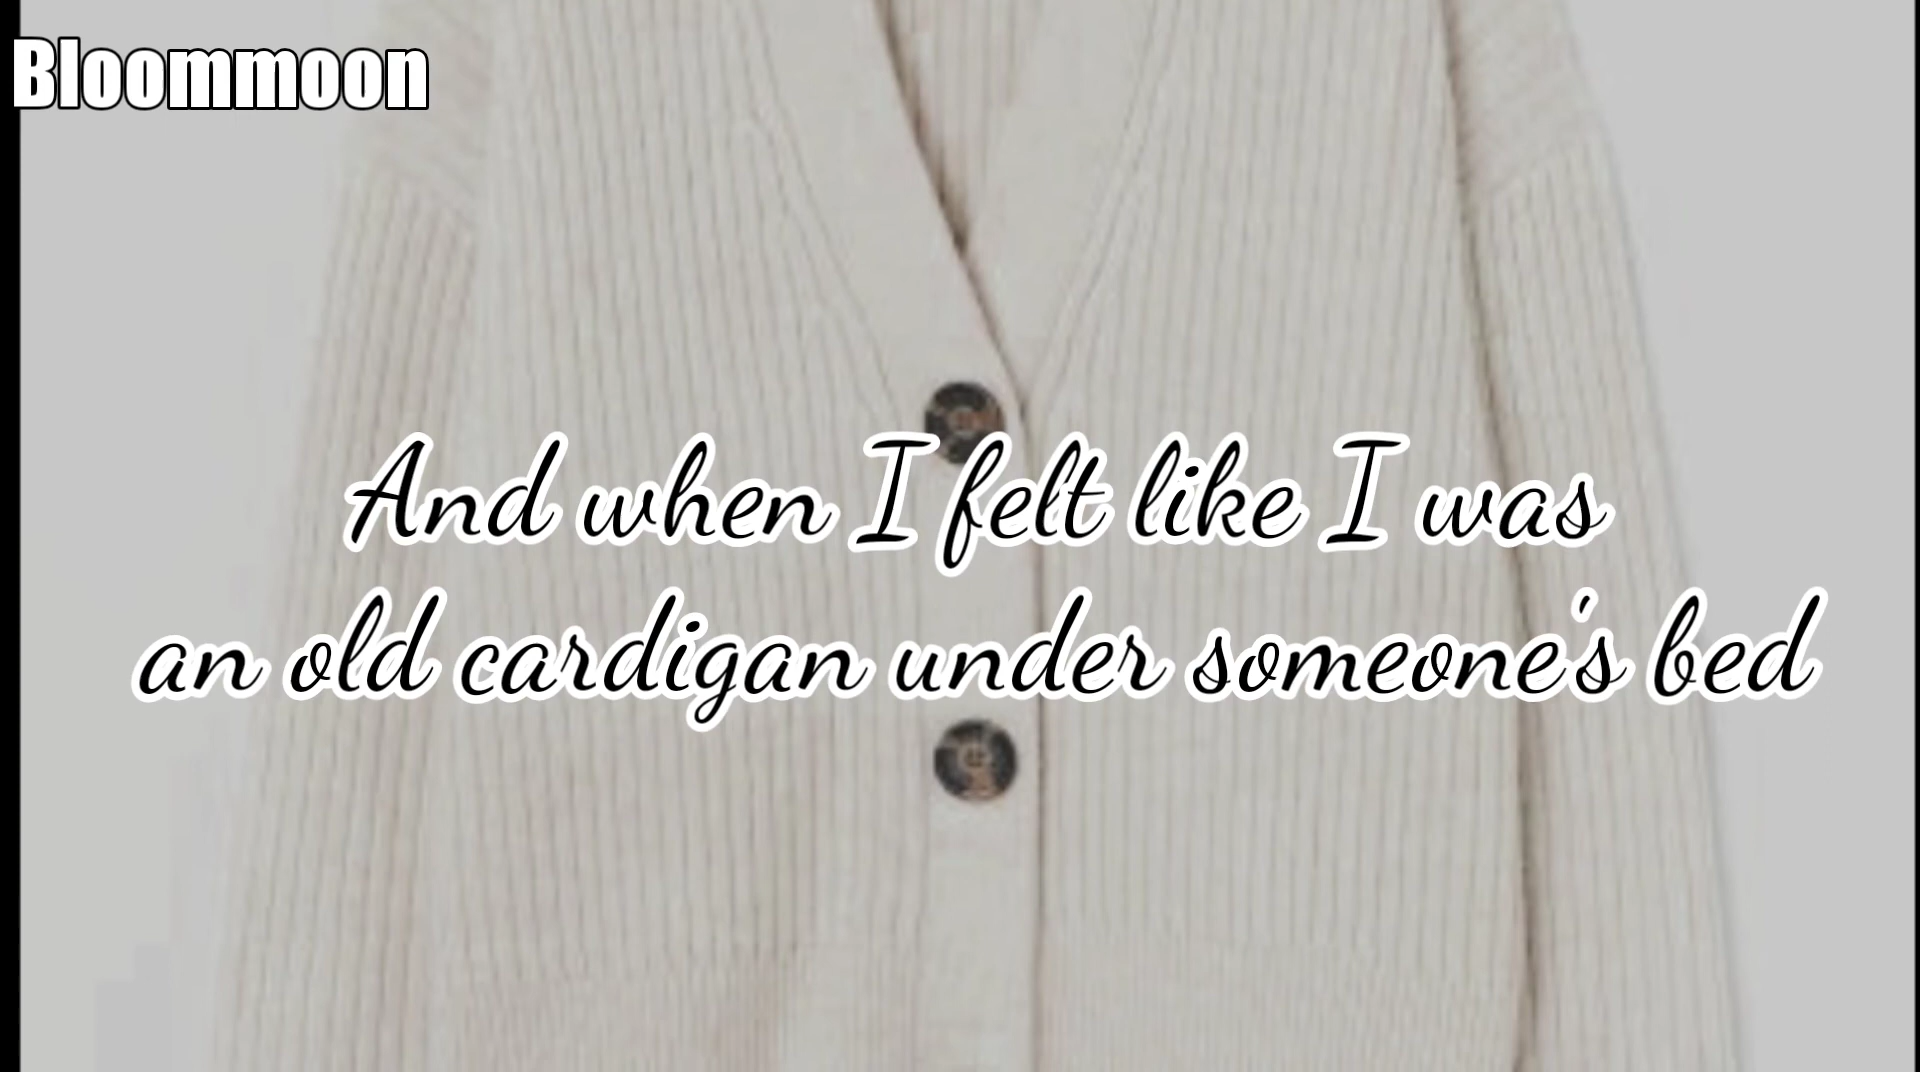 Bloommoon
And when I felt like I was
an old cardigan under someone's bed